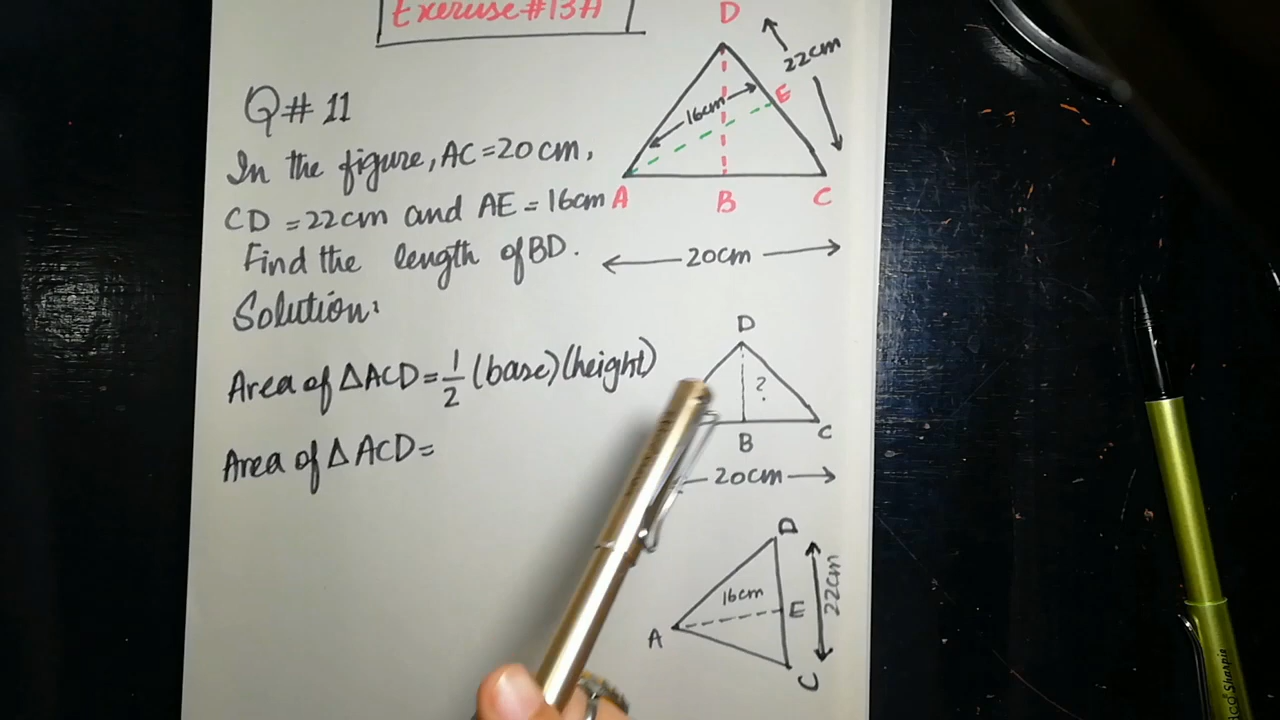 Exercise #13A
Q# 11
In the figure, AC = 20 cm,
CD = 22cm and AE = 16cm
Find the length of BD.
Solution:
Area of ΔACD = 1/2 (base)(height)
Area of ΔACD =
D
22cm
E
16cm
A
B
C
20cm
D
?
B
C
20cm
D
16cm
E
22cm
A
C
Sharpie